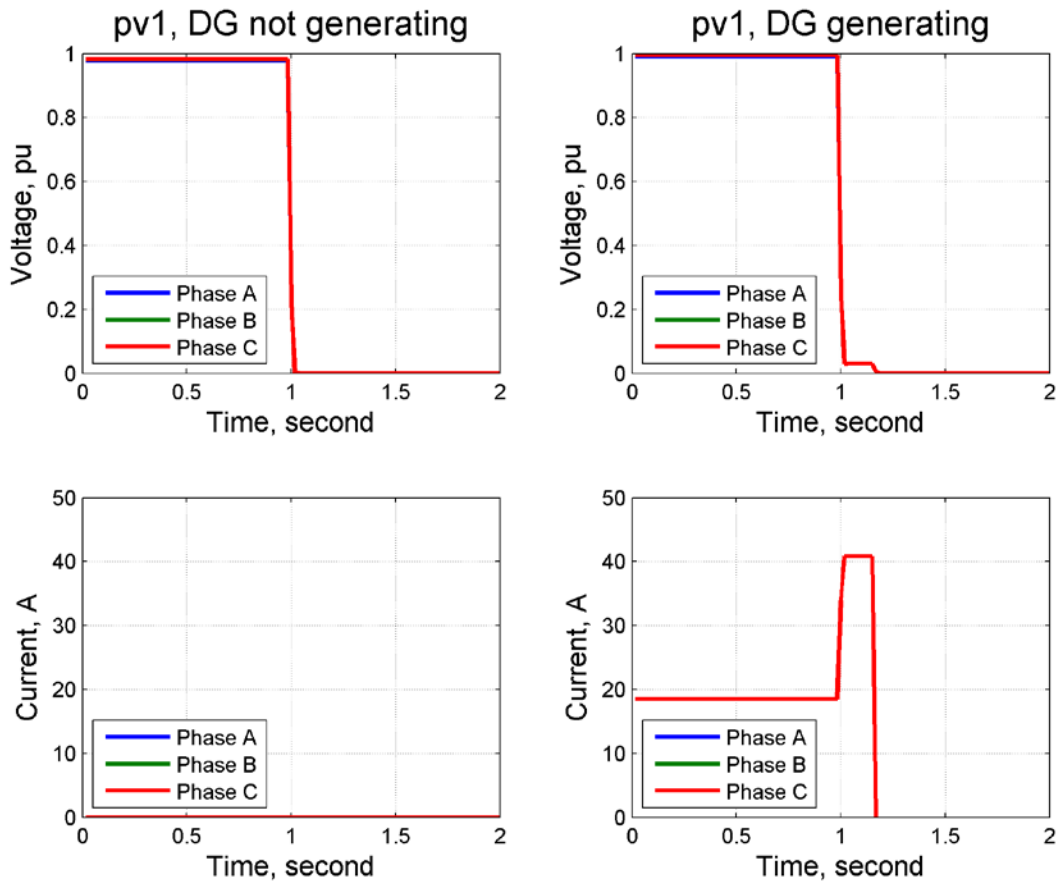 pv1, DG not generating
Voltage, pu
1
0.8
0.6
0.4
0.2
0
Phase A
Phase B
Phase C
0
0.5
1
1.5
2
Time, second
pv1, DG generating
Voltage, pu
1
0.8
0.6
0.4
0.2
0
Phase A
Phase B
Phase C
0
0.5
1
1.5
2
Time, second
Current, A
50
40
30
20
10
0
Phase A
Phase B
Phase C
0
0.5
1
1.5
2
Time, second
Current, A
50
40
30
20
10
0
Phase A
Phase B
Phase C
0
0.5
1
1.5
2
Time, second